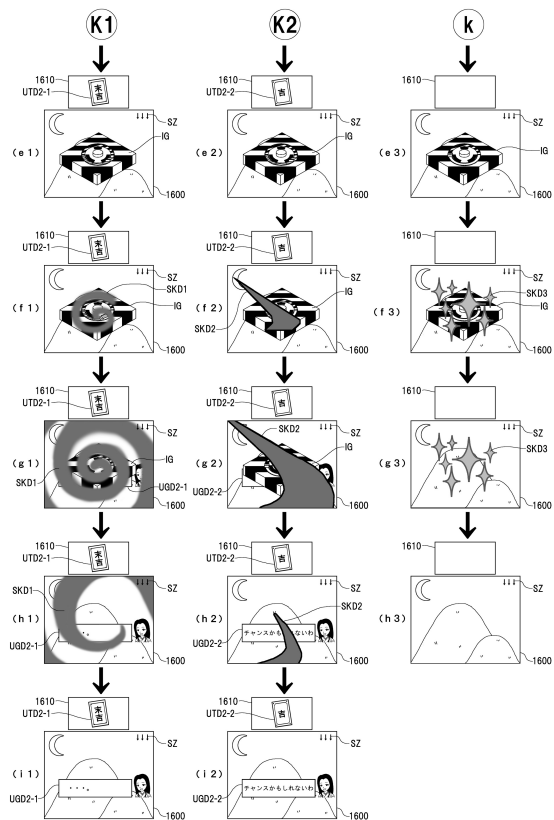 K1
K2
k
1610
UTD2-1
末吉
SZ
IG
(e1)
1600
1610
UTD2-2
吉
SZ
IG
(e2)
1600
1610
SZ
IG
(e3)
1600
1610
UTD2-1
末吉
SZ
SKD1
IG
(f1)
1600
1610
UTD2-2
吉
SZ
IG
(f2)
SKD2
1600
1610
SZ
SKD3
IG
(f3)
1600
1610
UTD2-1
末吉
SZ
IG
(g1)
SKD1
UGD2-1
1600
1610
UTD2-2
吉
SKD2
SZ
IG
(g2)
UGD2-2
1600
1610
SZ
SKD3
(g3)
1600
1610
UTD2-1
末吉
SKD1
SZ
(h1)
UGD2-1
1600
1610
UTD2-2
吉
SZ
SKD2
(h2)
チャンスかも
れないわ
UGD2-2
1600
1610
SZ
(h3)
1600
1610
UTD2-1
末吉
SZ
(i1)
・・・。
UGD2-1
1600
1610
UTD2-2
吉
SZ
(i2)
チャンスかもしれないわ
UGD2-2
1600